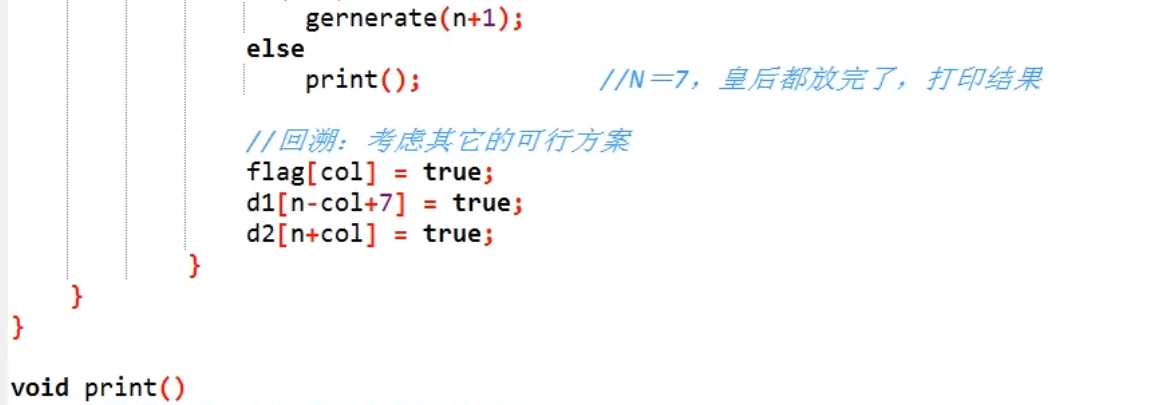 gernerate(n+1);
else
print(); //N＝7，皇后都放完了，打印结果
//回溯：考虑其它的可行方案
flag[col] = true;
d1[n-col+7] = true;
d2[n+col] = true;
}
}
}
void print()